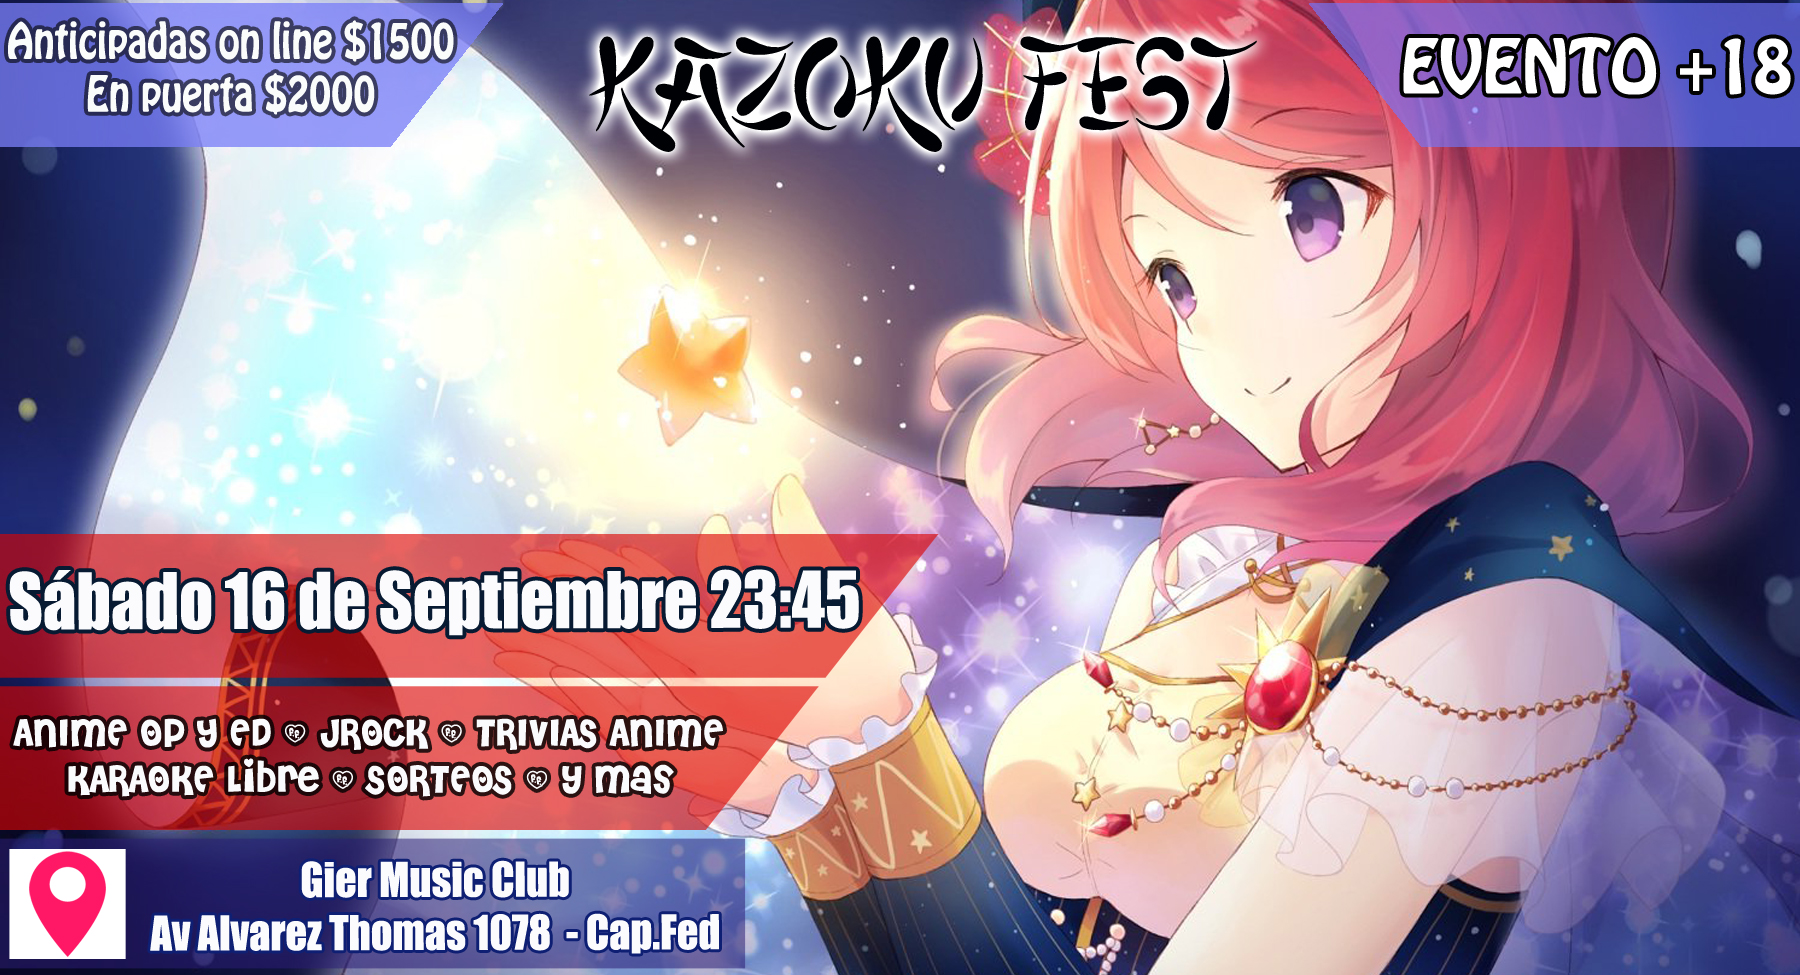 Anticipadas on line $1500
En puerta $2000
KAZOKU FEST
EVENTO +18
Sábado 16 de Septiembre 23:45
ANIME OP Y ED JROCK TRIVIAS ANIME
KARAOKE LIBRE SORTEOS Y MAS
Gier Music Club
Av Alvarez Thomas 1078 - Cap.Fed